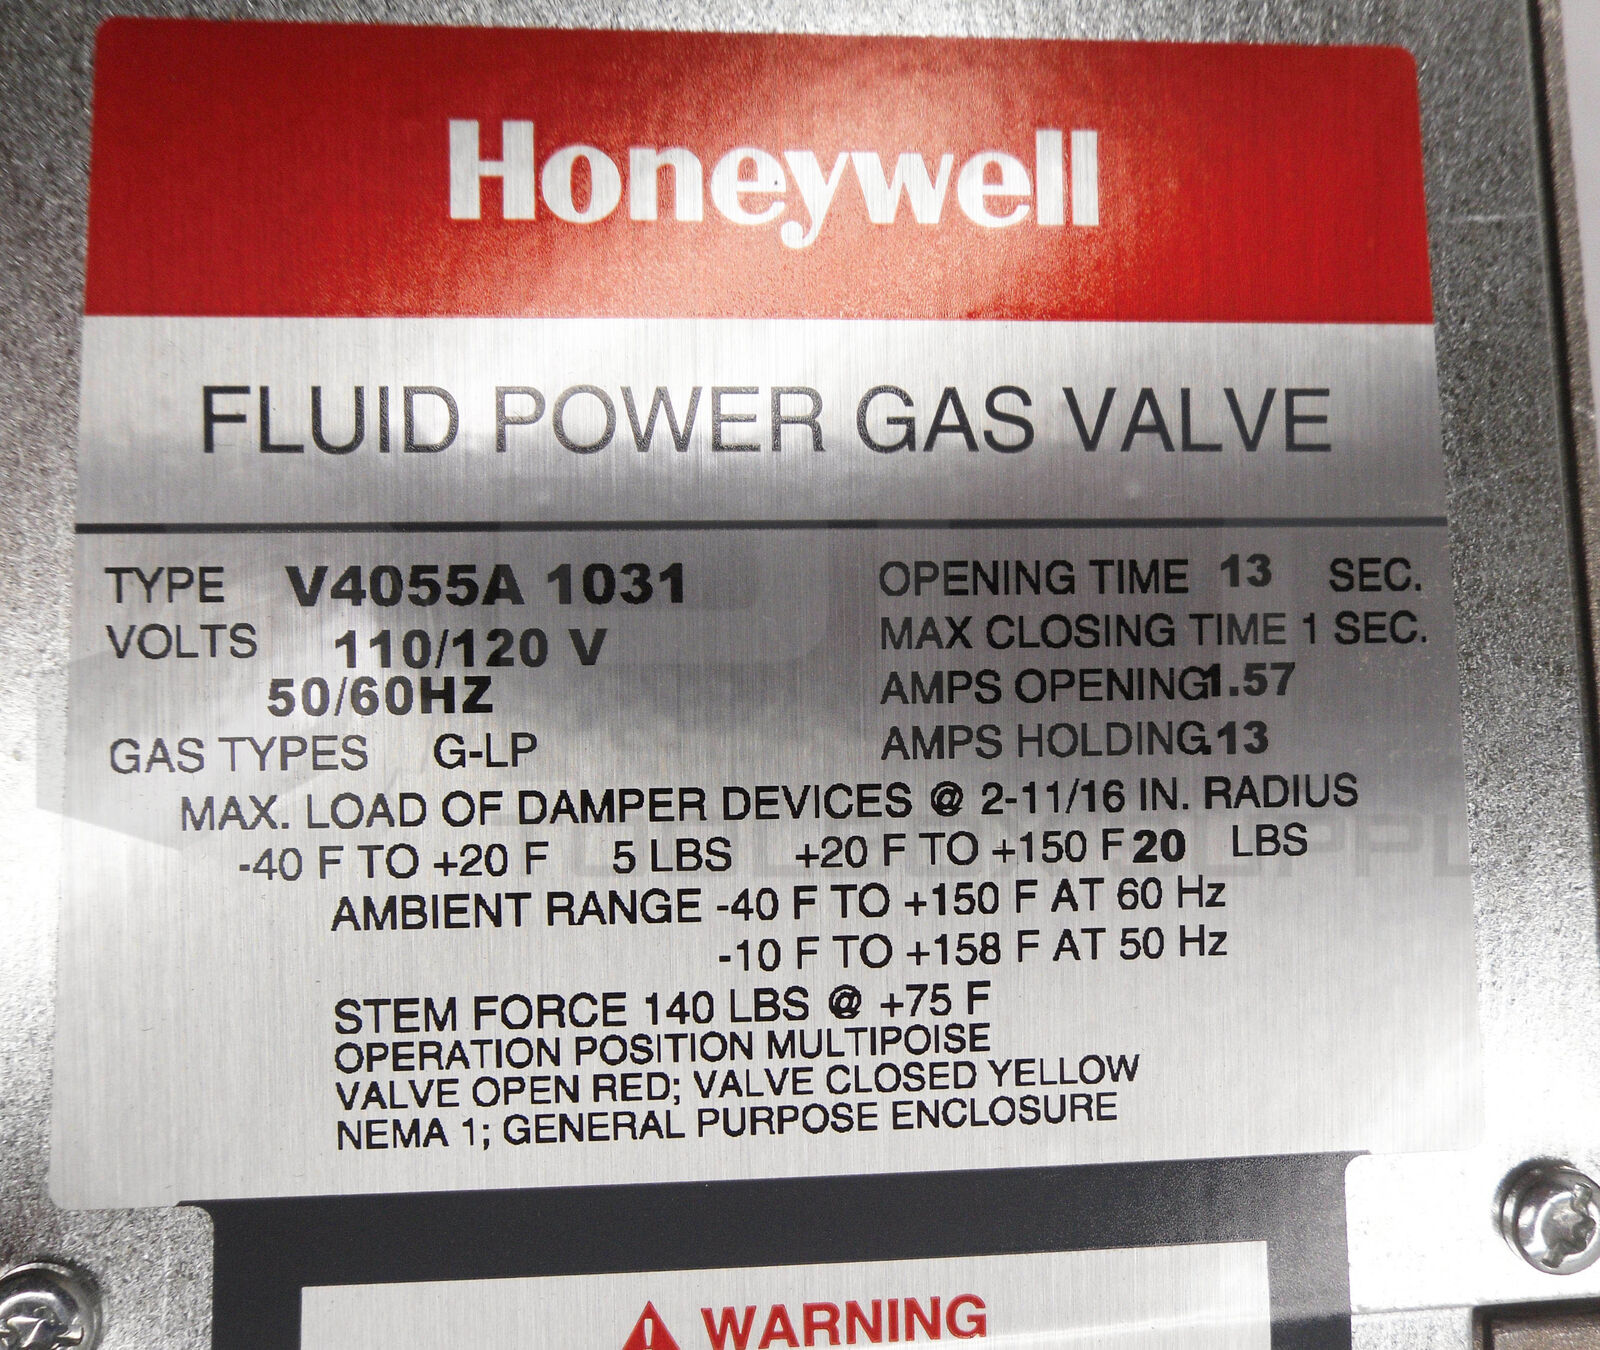 Honeywell
FLUID POWER GAS VALVE
TYPE V4055A 1031 OPENING TIME 13 SEC.
VOLTS 110/120 V MAX CLOSING TIME 1 SEC.
50/60HZ AMPS OPENING 1.57
GAS TYPES G-LP AMPS HOLDING .13
MAX. LOAD OF DAMPER DEVICES @ 2-11/16 IN. RADIUS
-40 F TO +20 F 5 LBS +20 F TO +150 F 20 LBS
AMBIENT RANGE -40 F TO +150 F AT 60 Hz
-10 F TO +158 F AT 50 Hz
STEM FORCE 140 LBS @ +75 F
OPERATION POSITION MULTIPOISE
VALVE OPEN RED; VALVE CLOSED YELLOW
NEMA 1; GENERAL PURPOSE ENCLOSURE
WARNING